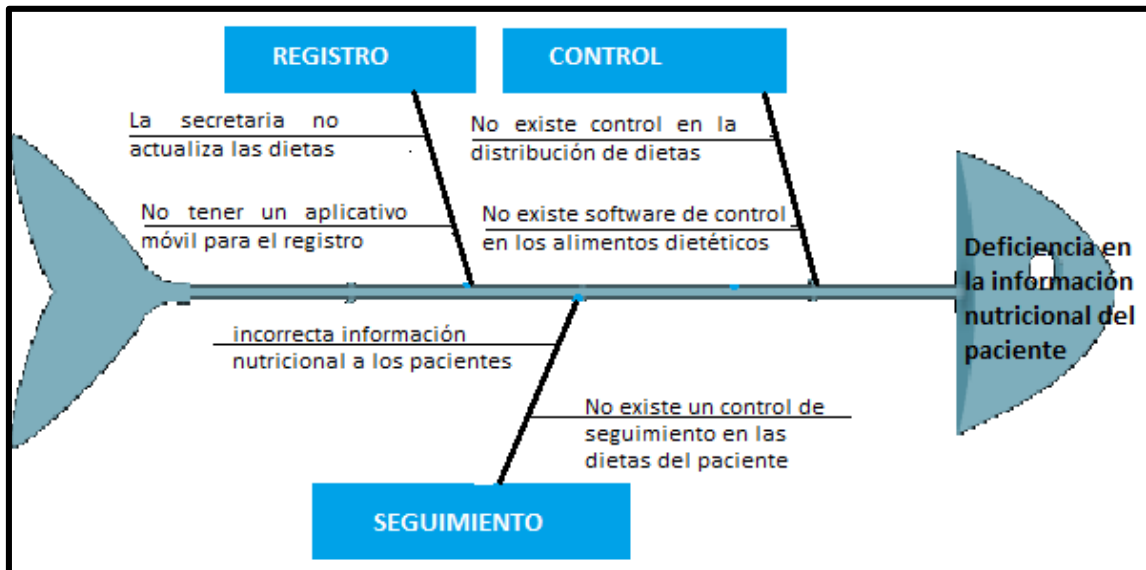 REGISTRO
La secretaria no
actualiza las dietas
No tener un aplicativo
móvil para el registro
CONTROL
No existe control en la
distribución de dietas
No existe software de control
en los alimentos dietéticos
incorrecta información
nutricional a los pacientes
No existe un control de
seguimiento en las
dietas del paciente
SEGUIMIENTO
Deficiencia en
la información
nutricional del
paciente